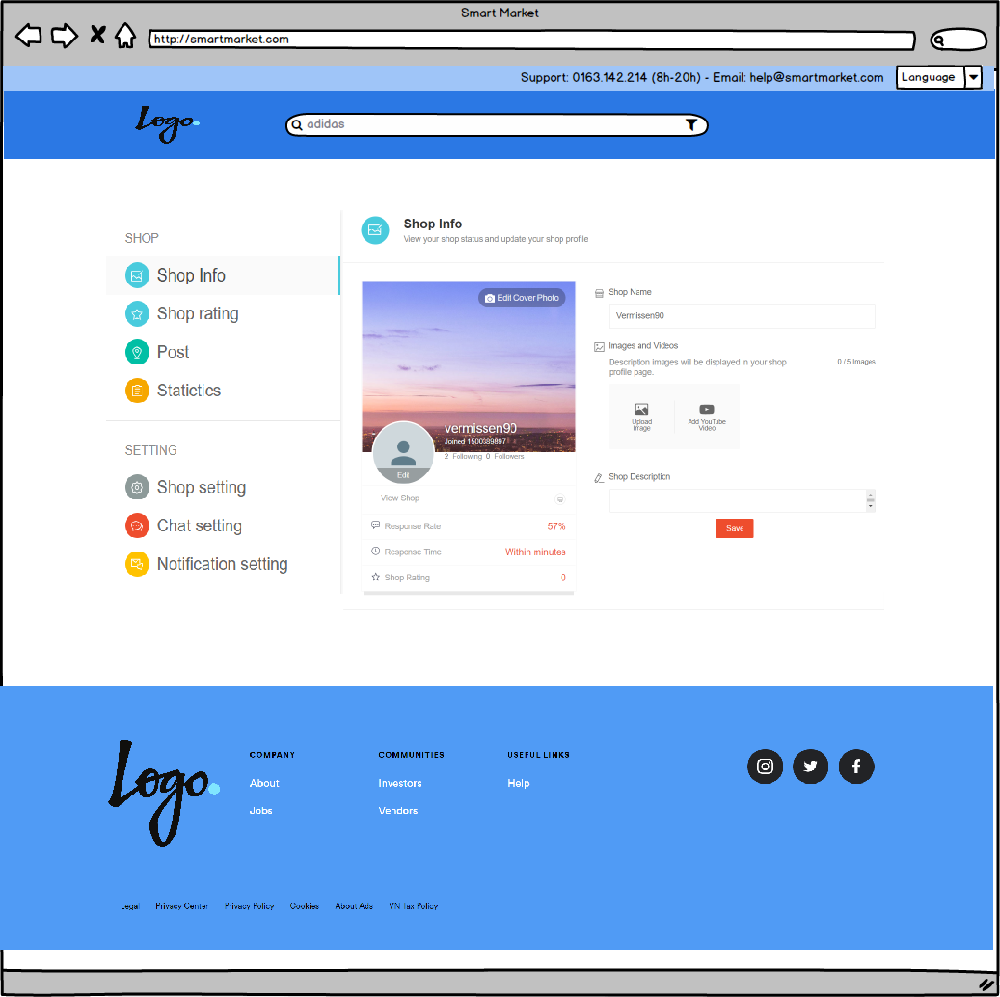 Smart Market
http://smartmarket.com
Support: 0163.142.214 (8h-20h) - Email: help@smartmarket.com
Language
Logo
adidas
SHOP
Shop Info
Shop rating
Post
Statictics
SETTING
Shop setting
Chat setting
Notification setting
Shop Info
View your shop status and update your shop profile
Edit Cover Photo
vermissen90
Joined 1500389897
2 Following 0 Followers
Edit
View Shop
Response Rate 57%
Response Time Within minutes
Shop Rating 0
Shop Name
Vermissen90
Images and Videos
Description images will be displayed in your shop
profile page.
0 / 5 Images
Upload
Image
Add YouTube
Video
Shop Description
Save
Logo
COMPANY
About
Jobs
COMMUNITIES
Investors
Vendors
USEFUL LINKS
Help
Legal Privacy Center Privacy Policy Cookies About Ads VN Tax Policy